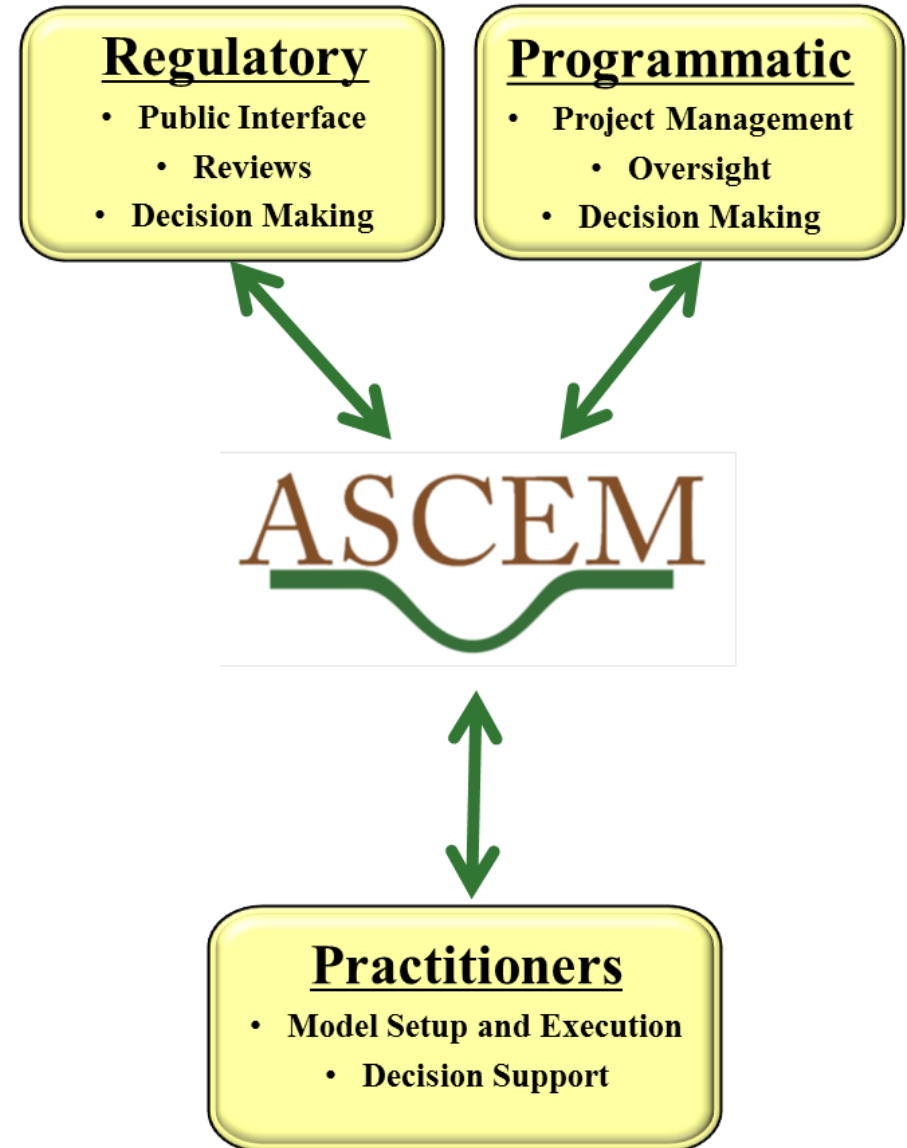 Regulatory
• Public Interface
• Reviews
• Decision Making
Programmatic
• Project Management
• Oversight
• Decision Making
ASCEM
Practitioners
• Model Setup and Execution
• Decision Support